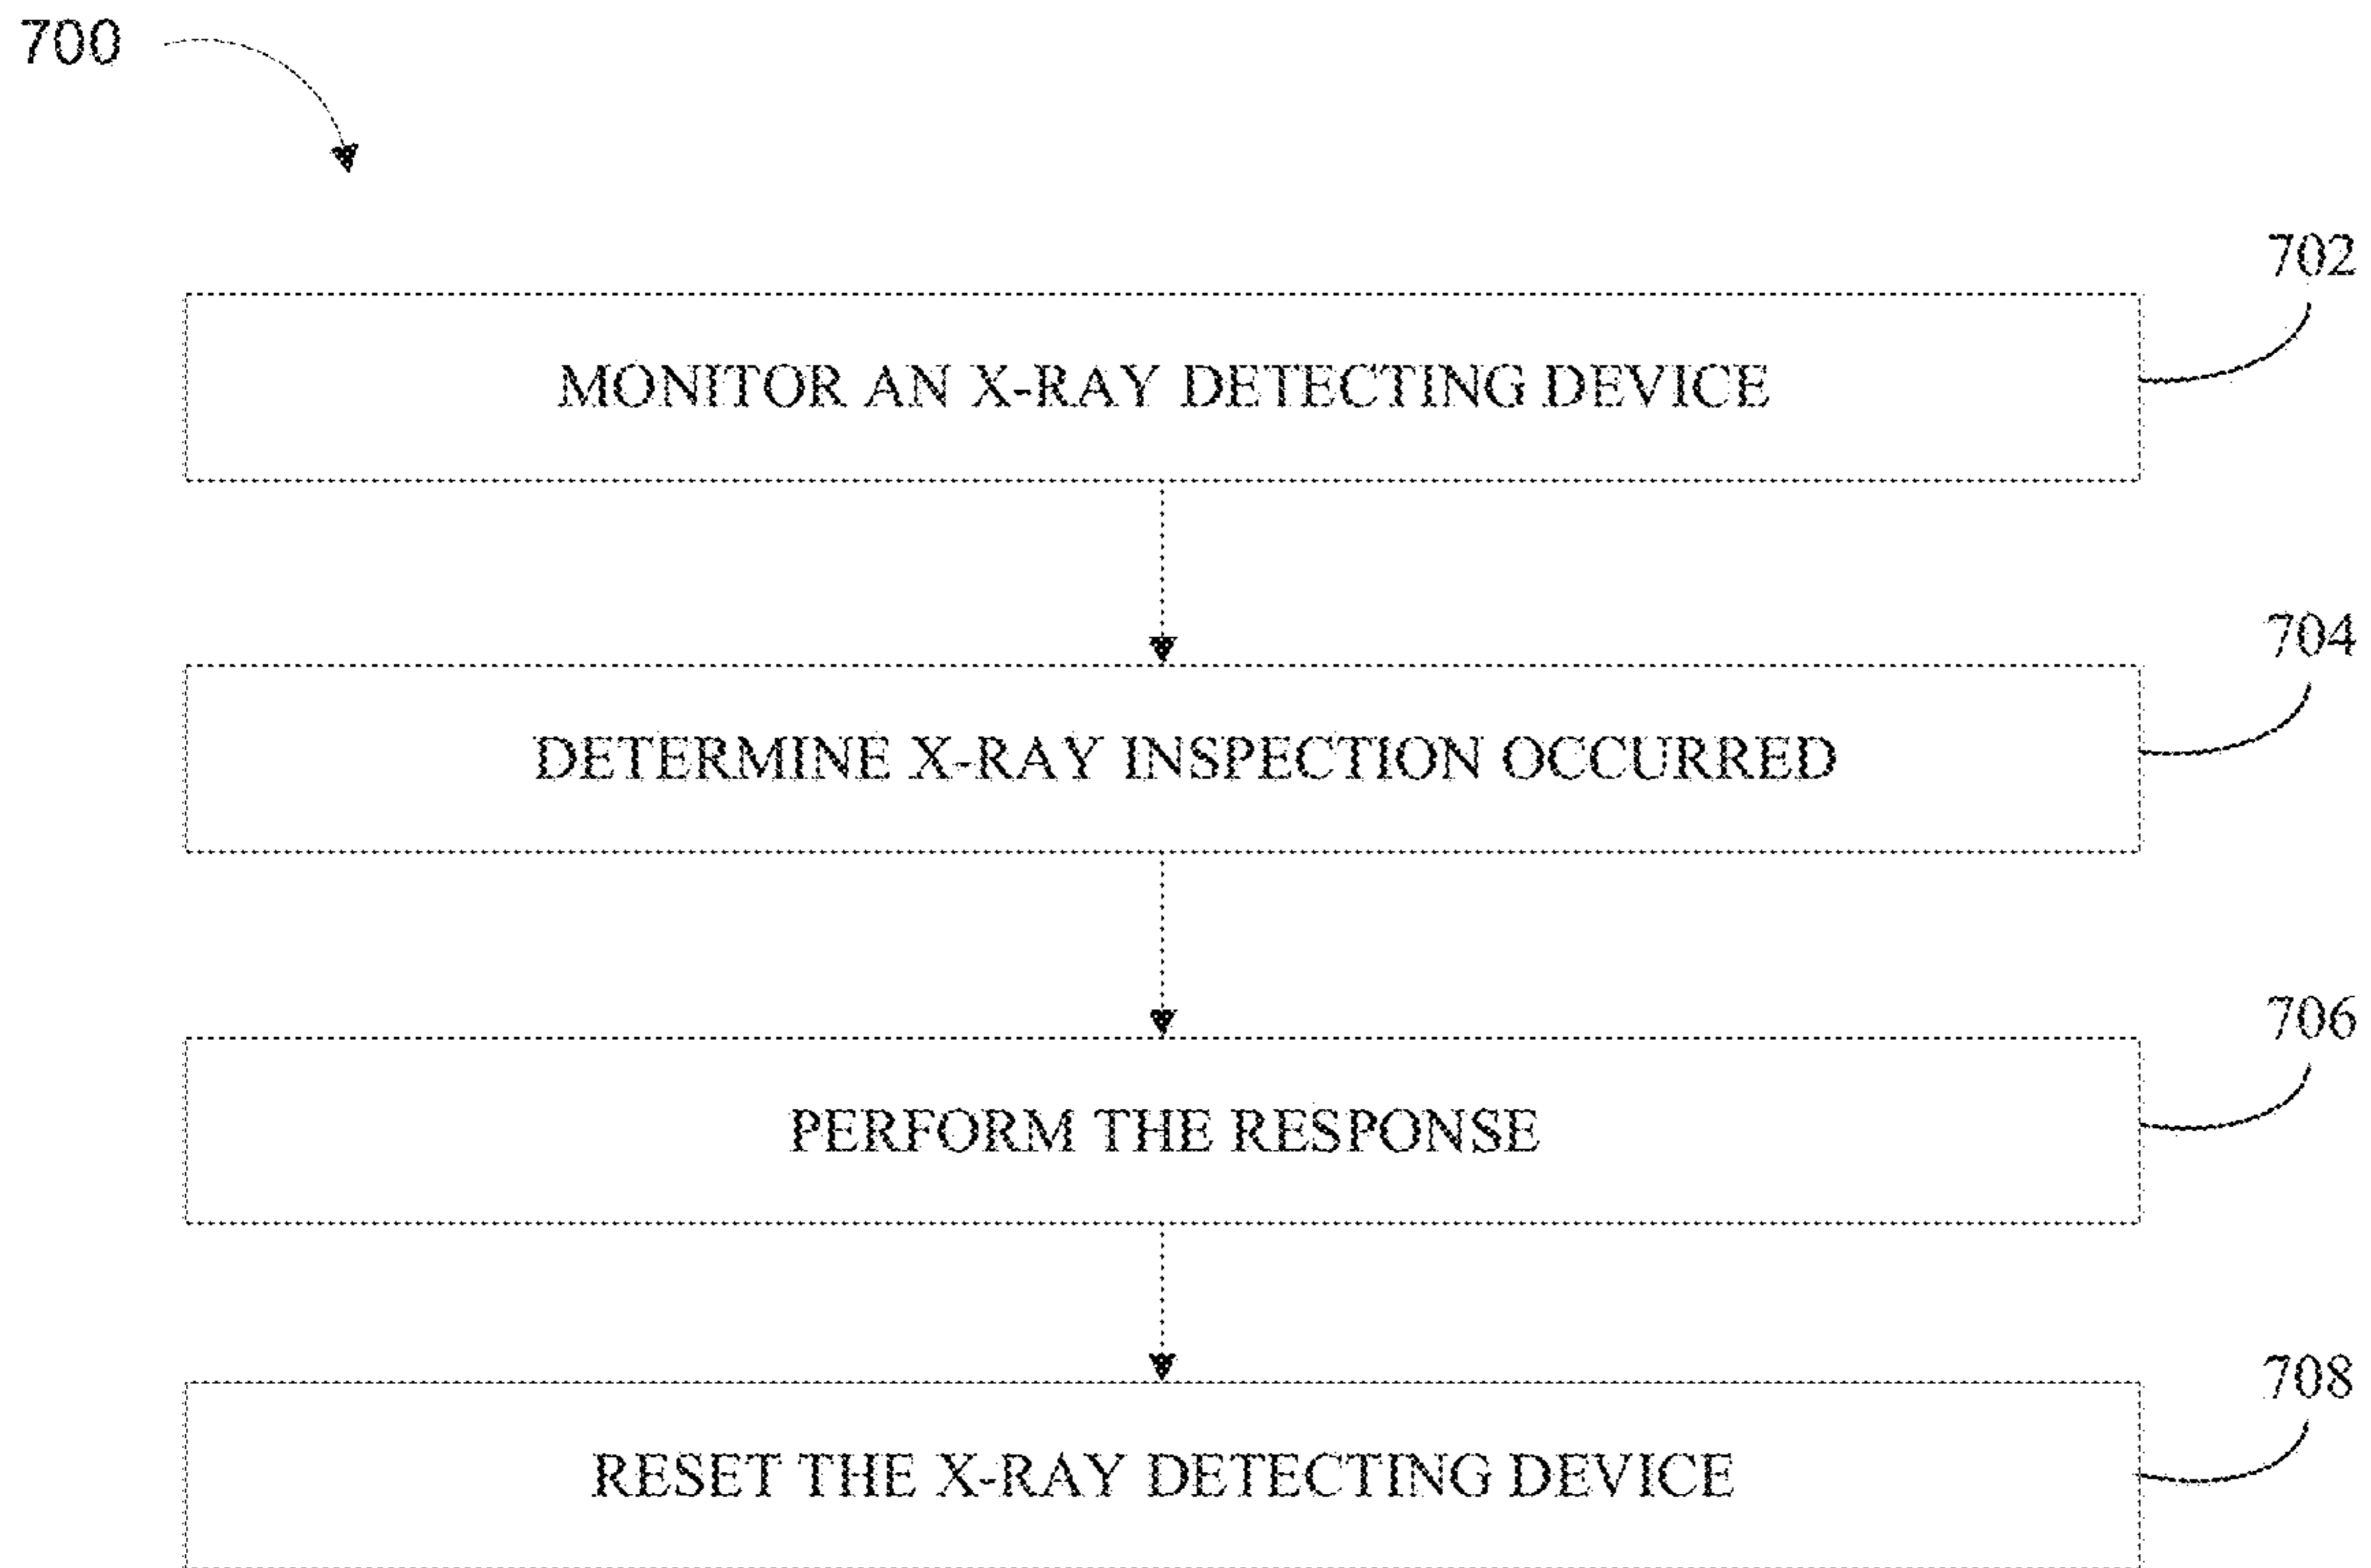 700
702
MONITOR AN X-RAY DETECTING DEVICE
704
DETERMINE X-RAY INSPECTION OCCURRED
706
PERFORM THE RESPONSE
708
RESET THE X-RAY DETECTING DEVICE